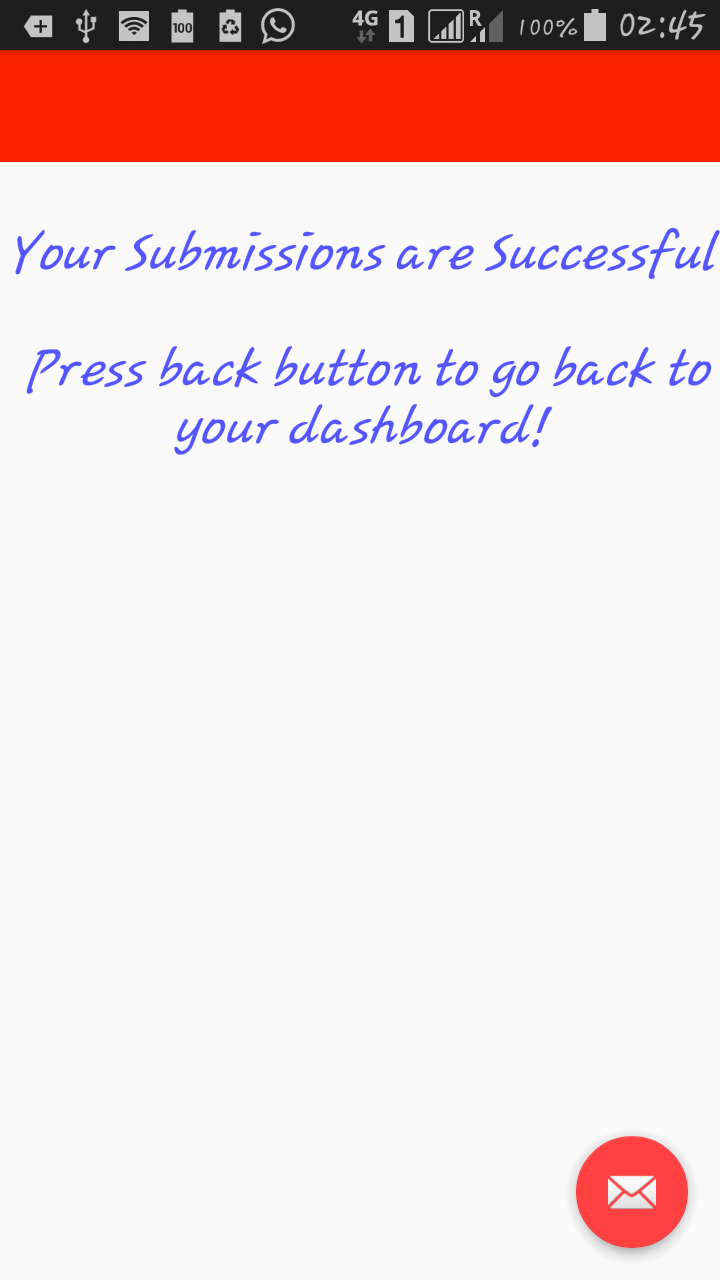 100 4G 1 R 100% 02:45
Your Submissions are Successful
Press back button to go back to
your dashboard!